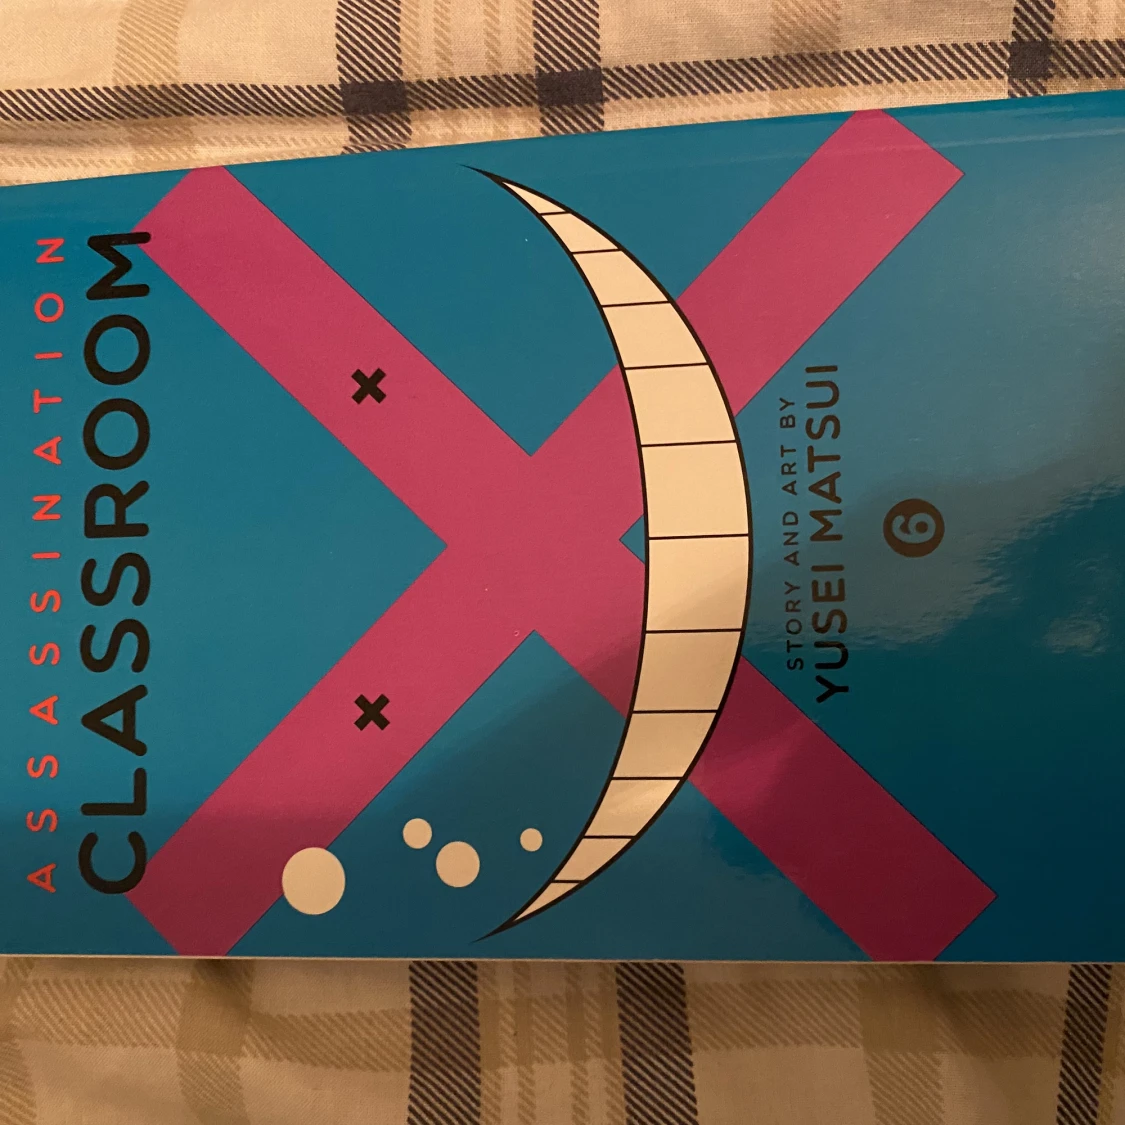 ASSASSINATION
CLASSROOM
STORY AND ART BY
YUSEI MATSUI
6